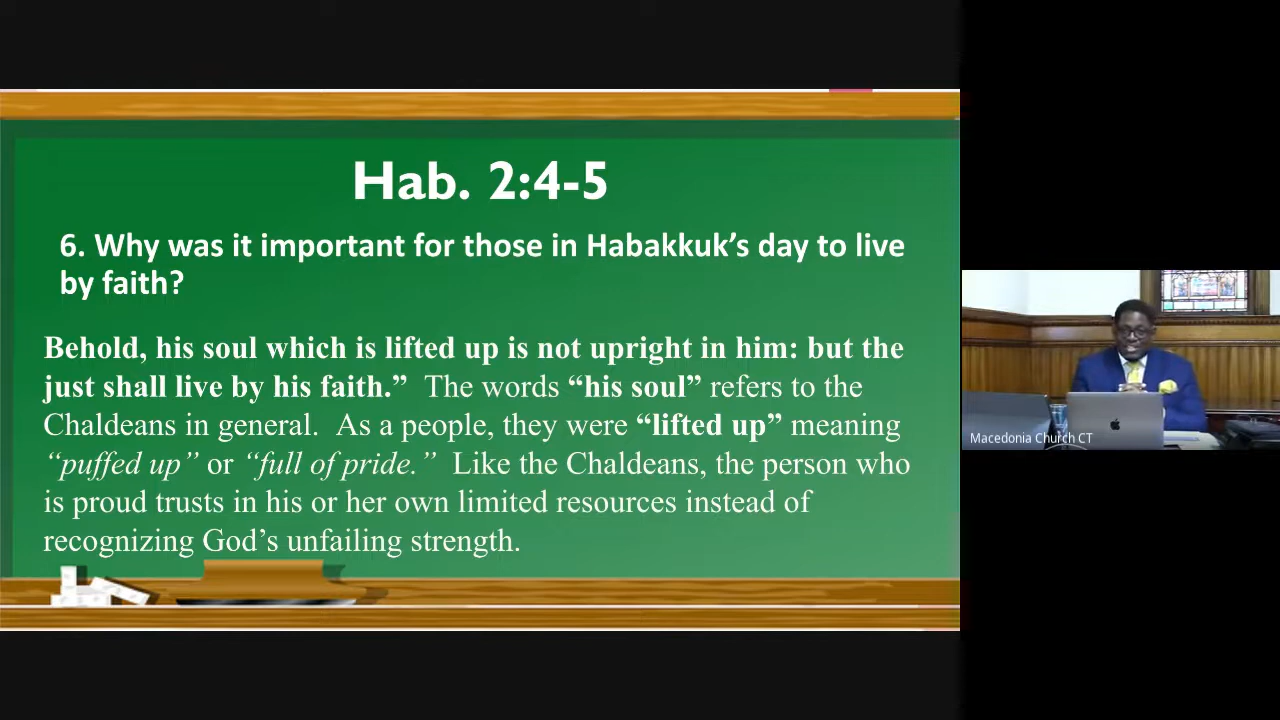 Hab. 2:4-5
6. Why was it important for those in Habakkuk’s day to live
by faith?
Behold, his soul which is lifted up is not upright in him: but the
just shall live by his faith.” The words “his soul” refers to the
Chaldeans in general. As a people, they were “lifted up” meaning
“puffed up” or “full of pride.” Like the Chaldeans, the person who
is proud trusts in his or her own limited resources instead of
recognizing God’s unfailing strength.
Macedonia Church CT